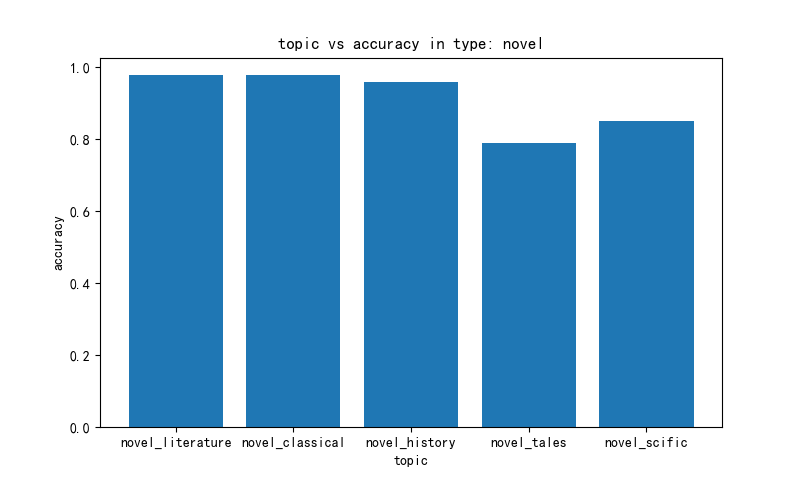 topic vs accuracy in type: novel
1.0
0.8
0.6
0.4
0.2
0.0
accuracy
novel_literature novel_classical novel_history novel_tales novel_scific
topic